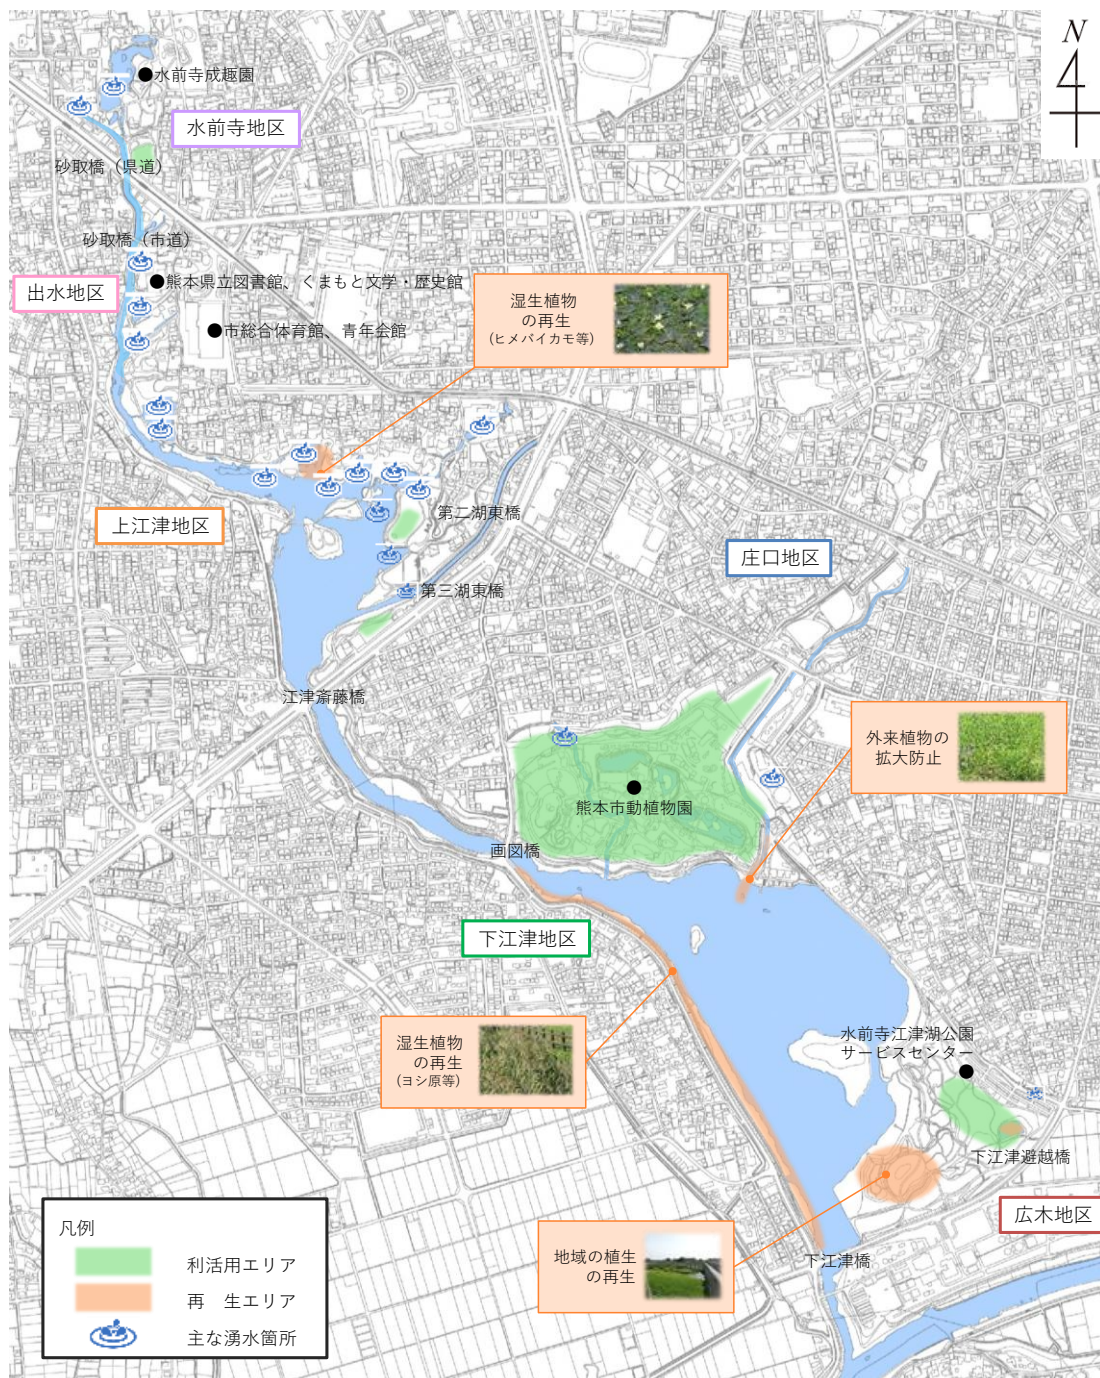 N
水前寺成趣園
水前寺地区
砂取橋（県道）
砂取橋（市道）
熊本県立図書館、くまもと文学・歴史館
出水地区
市総合体育館、青年会館
湿生植物
の再生
(ヒメバイカモ等)
第二湖東橋
上江津地区
庄口地区
第三湖東橋
江津斎藤橋
外来植物の
拡大防止
熊本市動植物園
画図橋
下江津地区
湿生植物
の再生
(ヨシ原等)
水前寺江津湖公園
サービスセンター
下江津避越橋
広木地区
地域の植生
の再生
下江津橋
凡例
利活用エリア
再　生エリア
主な湧水箇所